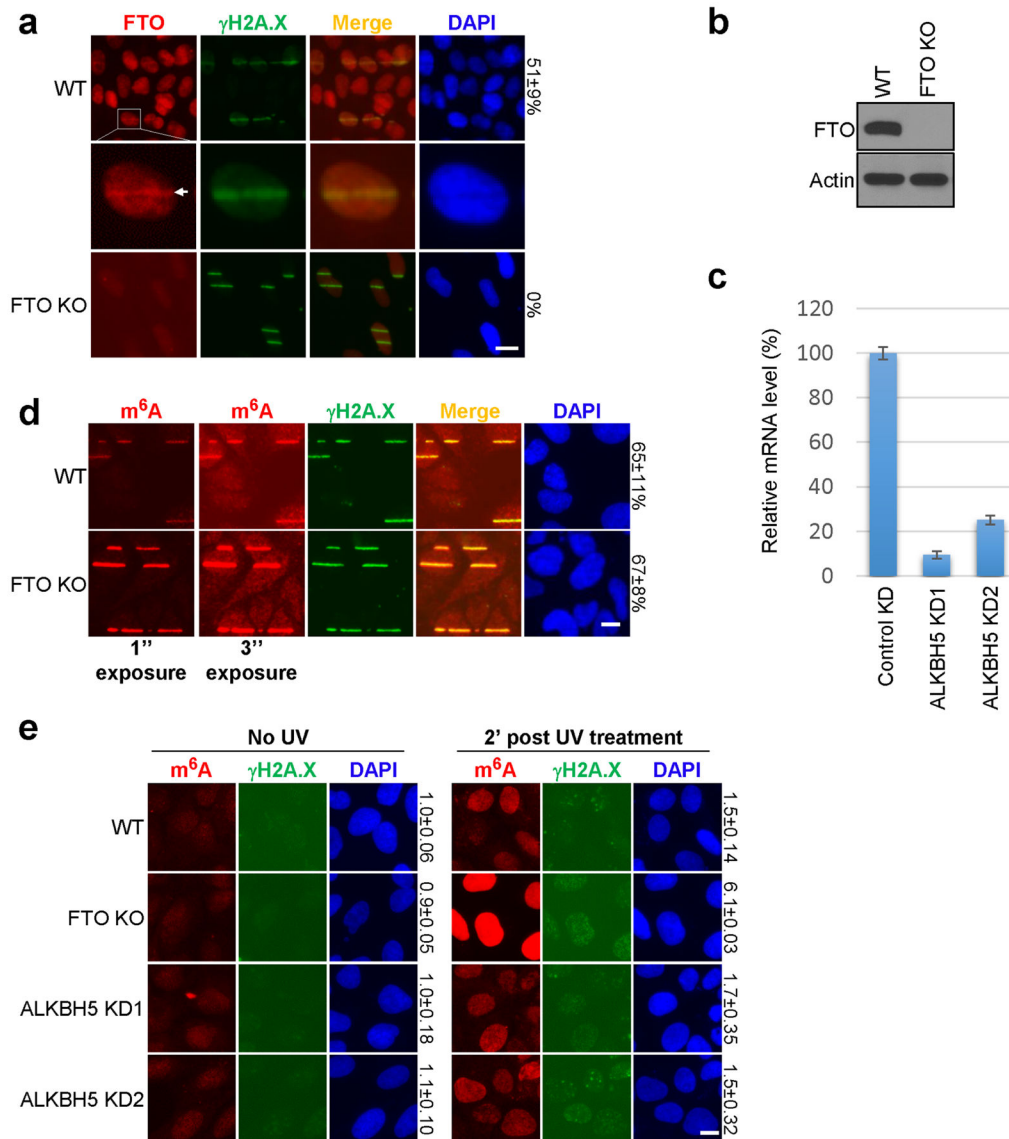 a
FTO γH2A.X Merge DAPI
WT
51±9%
FTO KO
0%
b
WT
FTO KO
FTO
Actin
c
Relative mRNA level (%)
120
100
80
60
40
20
0
Control KD
ALKBH5 KD1
ALKBH5 KD2
d
m⁶A m⁶A γH2A.X Merge DAPI
WT
65±11%
FTO KO
67±8%
1'' exposure
3'' exposure
e
No UV
2' post UV treatment
m⁶A γH2A.X DAPI m⁶A γH2A.X DAPI
WT
1.0±0.06
1.5±0.14
FTO KO
0.9±0.05
6.1±0.03
ALKBH5 KD1
1.0±0.18
1.7±0.35
ALKBH5 KD2
1.1±0.10
1.5±0.32